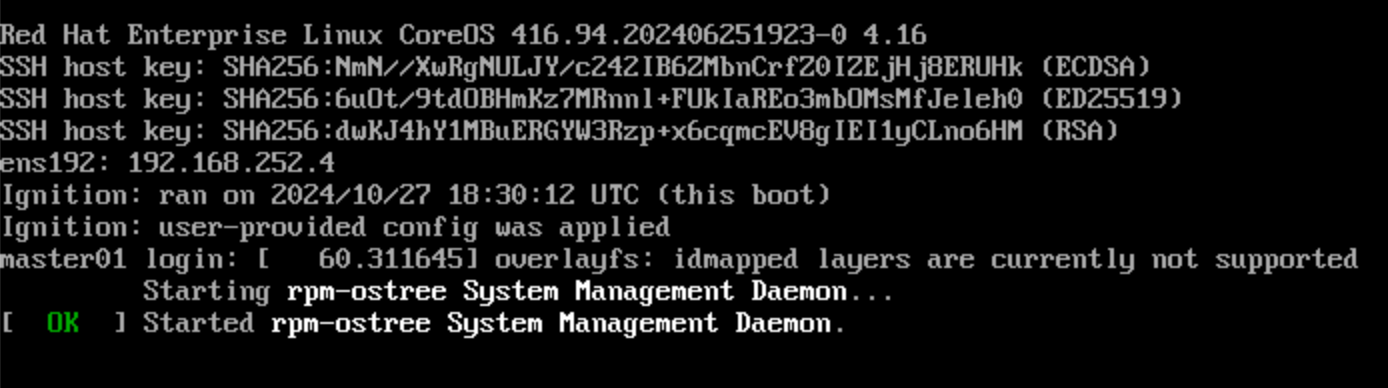 Red Hat Enterprise Linux CoreOS 416.94.202406251923-0 4.16
SSH host key: SHA256:NmN//XwRgNULJY/c242IB6ZMbnCrfZ0IZEjHj8ERUHk (ECDSA)
SSH host key: SHA256:6uOt/9tdOBHmKz7MRnnl+FUkIaREo3mbOMsMfJeleh0 (ED25519)
SSH host key: SHA256:dwKJ4hY1MBuERGYW3Rzp+x6cqmcEV8gIEI1yCLno6HM (RSA)
ens192: 192.168.252.4
Ignition: ran on 2024/10/27 18:30:12 UTC (this boot)
Ignition: user-provided config was applied
master01 login: [   60.311645] overlayfs: idmapped layers are currently not supported
         Starting rpm-ostree System Management Daemon...
[  OK  ] Started rpm-ostree System Management Daemon.